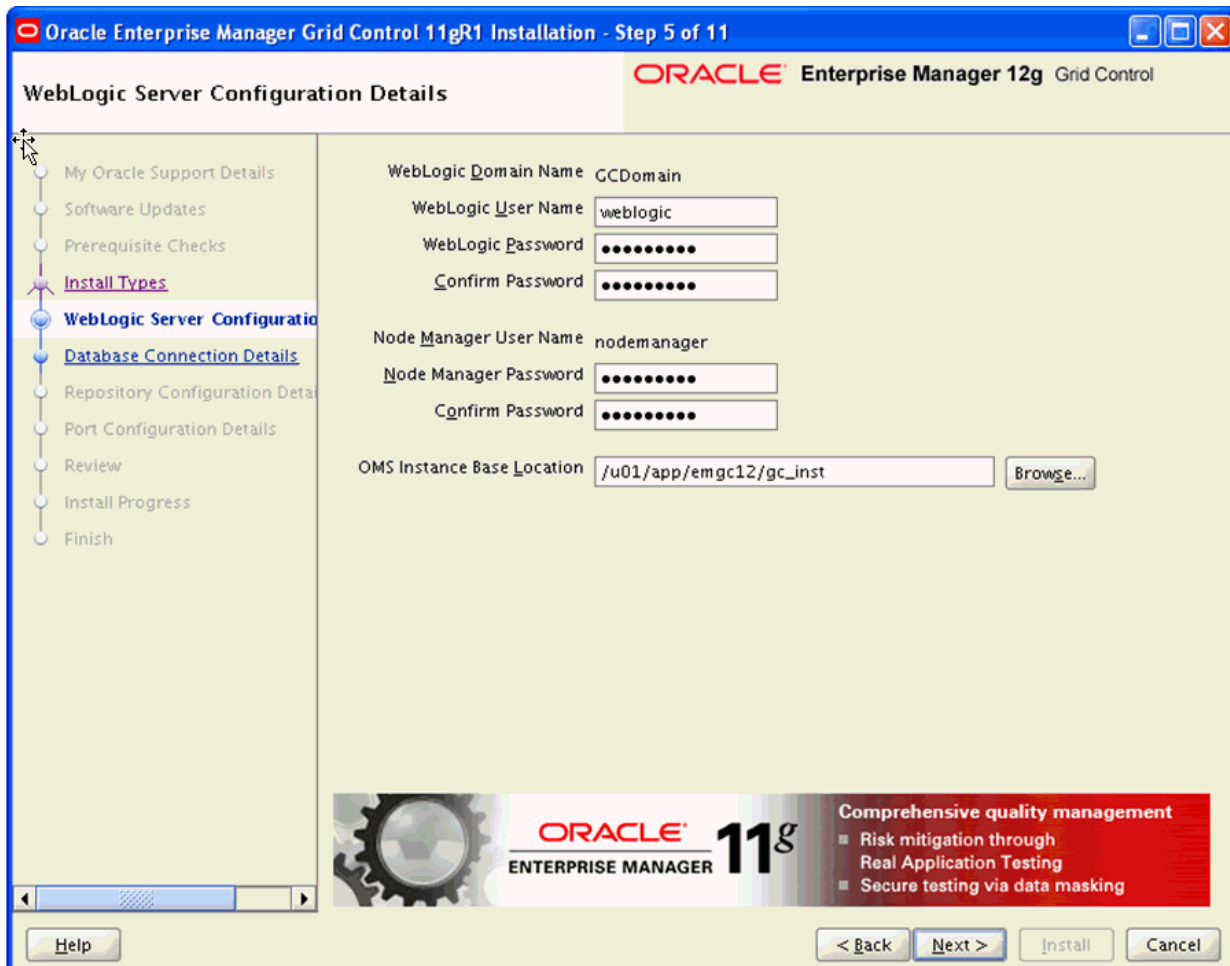 Oracle Enterprise Manager Grid Control 11gR1 Installation - Step 5 of 11
WebLogic Server Configuration Details
ORACLE Enterprise Manager 12g Grid Control
My Oracle Support Details
Software Updates
Prerequisite Checks
Install Types
WebLogic Server Configuratio
Database Connection Details
Repository Configuration Detai
Port Configuration Details
Review
Install Progress
Finish
WebLogic Domain Name GCDomain
WebLogic User Name weblogic
WebLogic Password •••••••••
Confirm Password •••••••••
Node Manager User Name nodemanager
Node Manager Password •••••••••
Confirm Password •••••••••
OMS Instance Base Location /u01/app/emgc12/gc_inst Browse...
ORACLE 11g
ENTERPRISE MANAGER
Comprehensive quality management
Risk mitigation through
Real Application Testing
Secure testing via data masking
Help < Back Next > Install Cancel